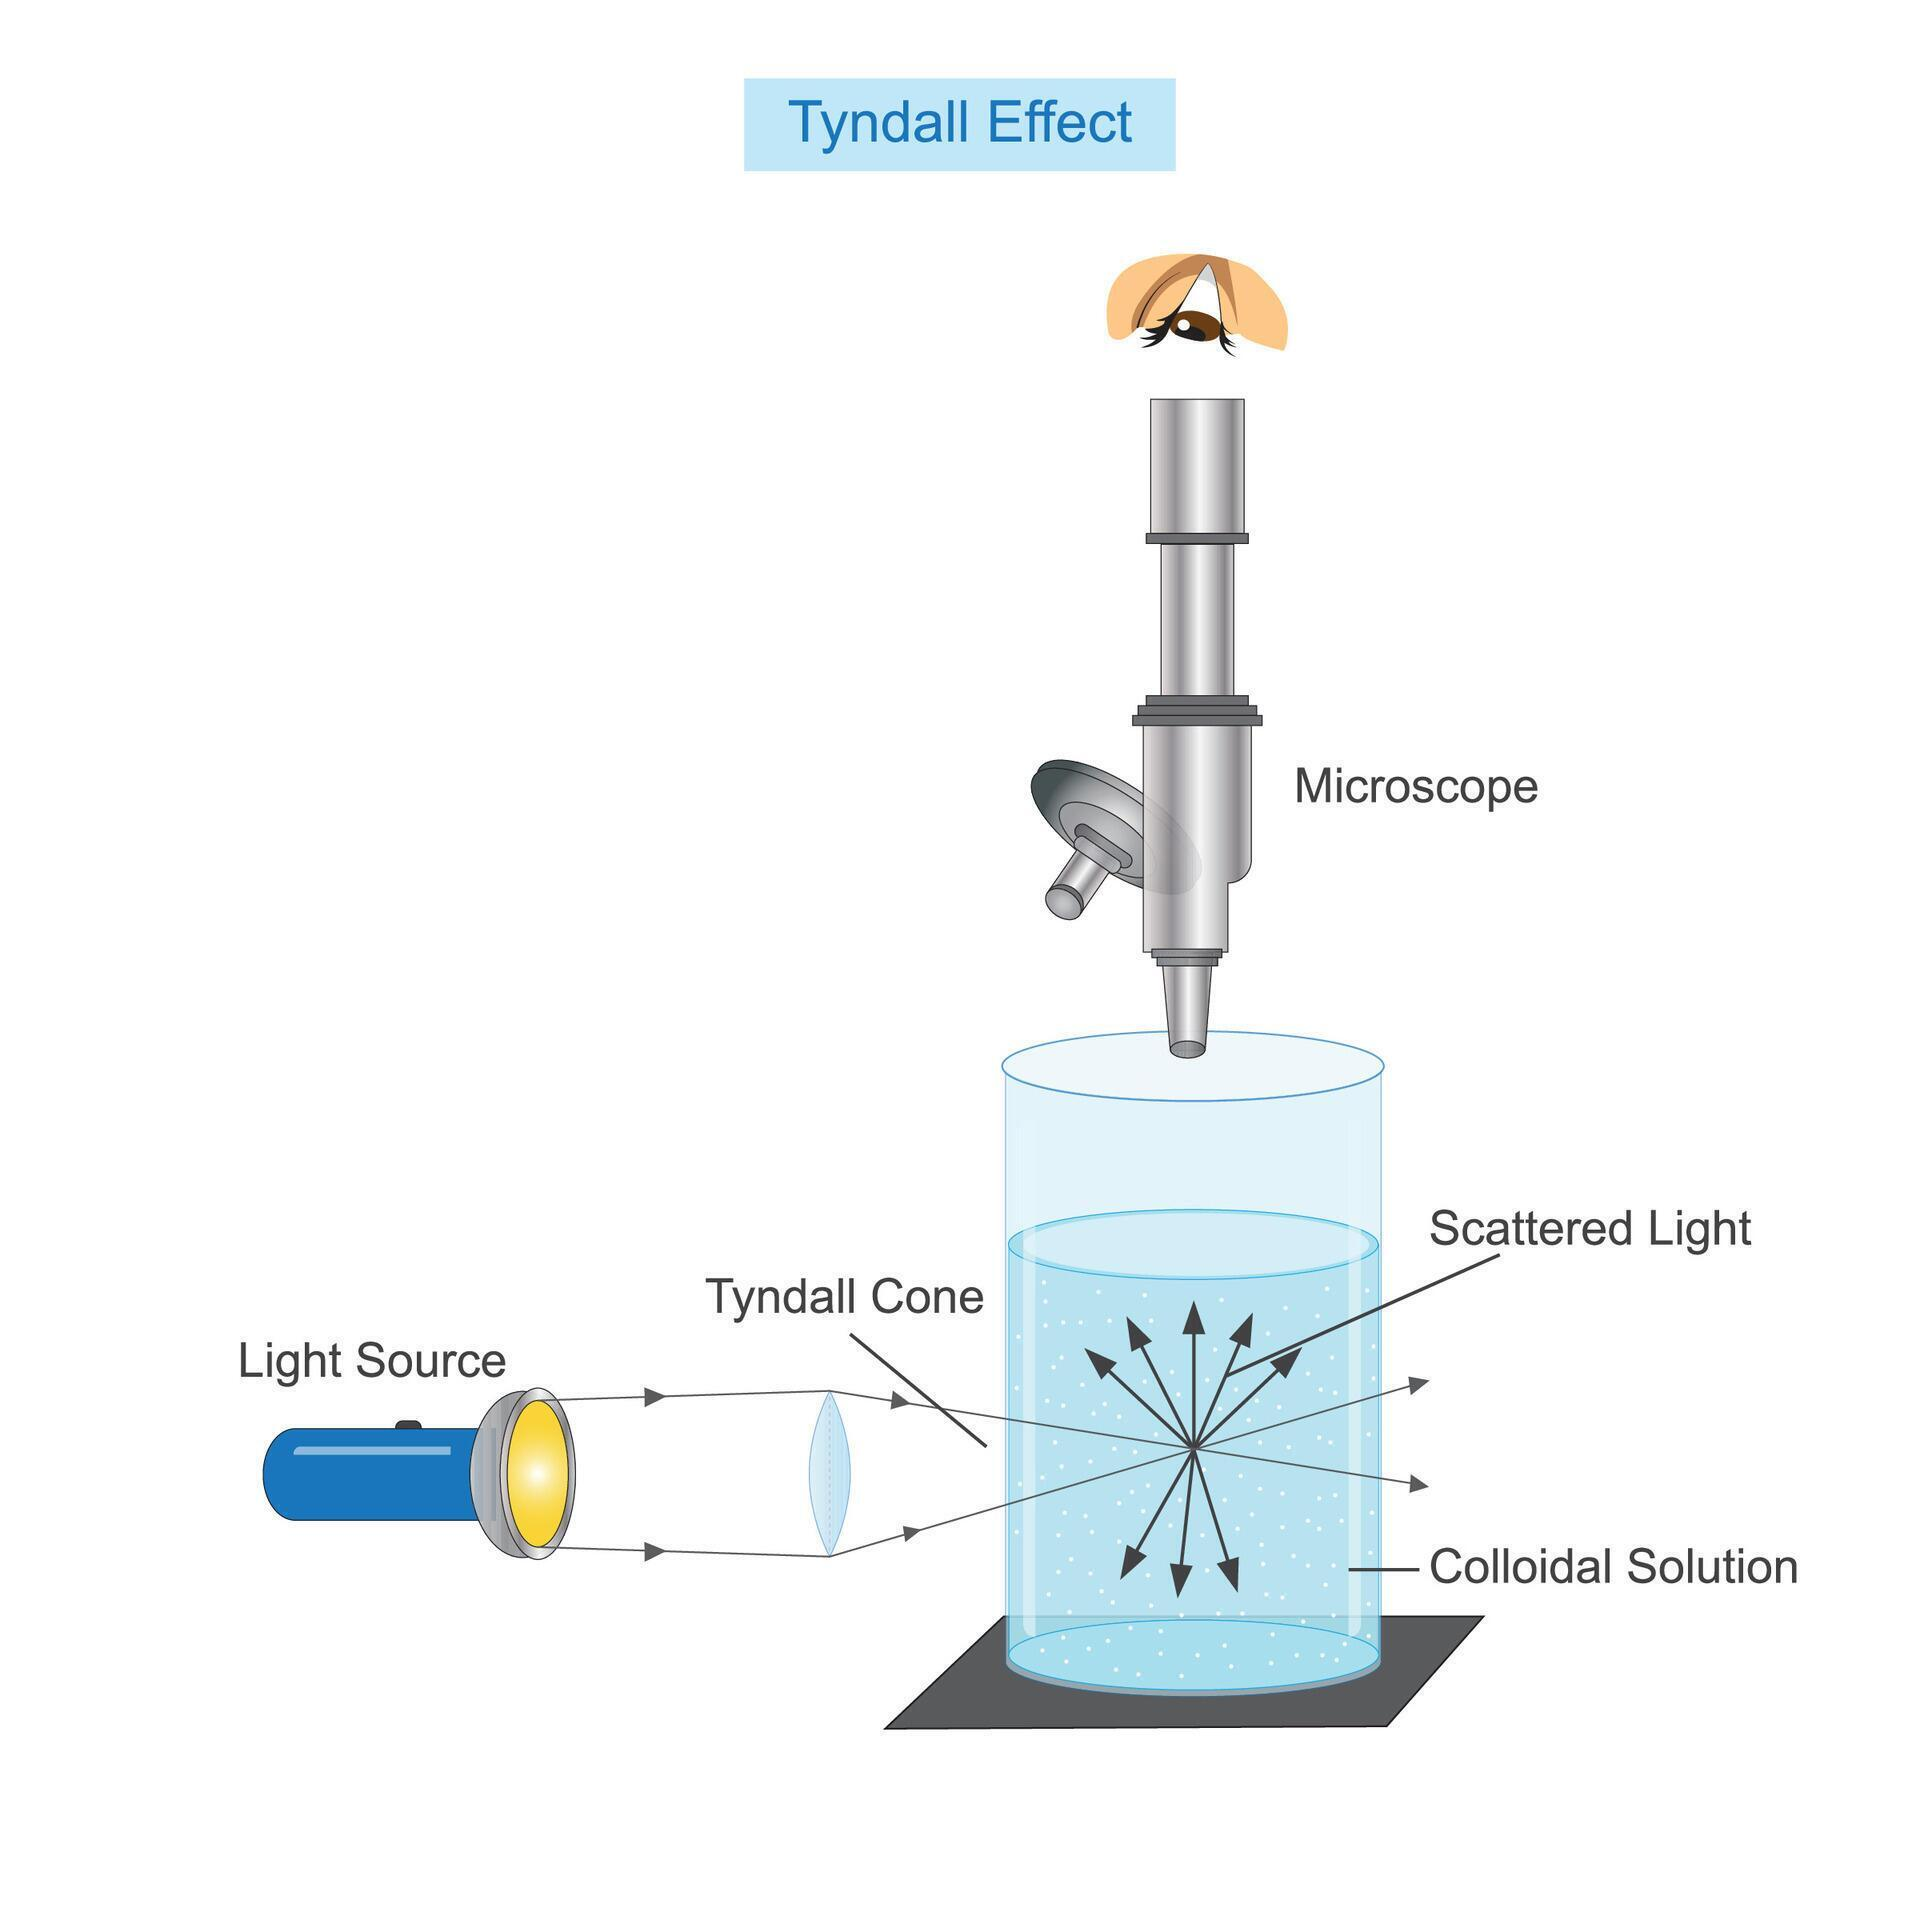 Tyndall Effect
Microscope
Scattered Light
Tyndall Cone
Light Source
Colloidal Solution